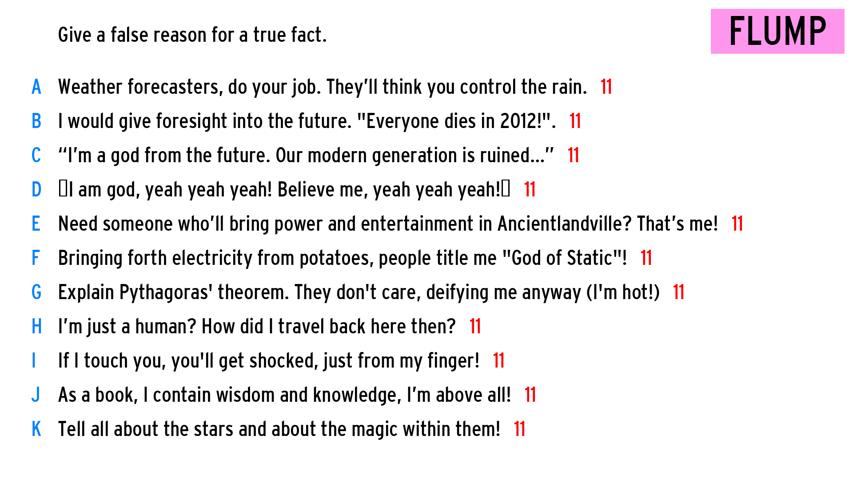 Give a false reason for a true fact.
FLUMP
A Weather forecasters, do your job. They'll think you control the rain. 11
B I would give foresight into the future. "Everyone dies in 2012!". 11
C “I'm a god from the future. Our modern generation is ruined...” 11
D ▯I am god, yeah yeah yeah! Believe me, yeah yeah yeah!▯ 11
E Need someone who'll bring power and entertainment in Ancientlandville? That's me! 11
F Bringing forth electricity from potatoes, people title me "God of Static"! 11
G Explain Pythagoras' theorem. They don't care, deifying me anyway (I'm hot!) 11
H I'm just a human? How did I travel back here then? 11
I If I touch you, you'll get shocked, just from my finger! 11
J As a book, I contain wisdom and knowledge, I'm above all! 11
K Tell all about the stars and about the magic within them! 11